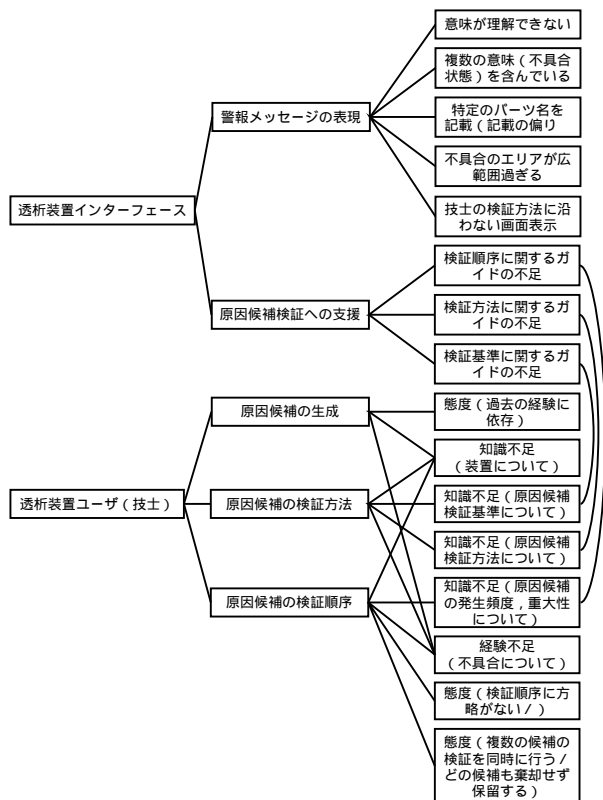 意味が理解できない
複数の意味(不具合
状態)を含んでいる
警報メッセージの表現
特定のパーツ名を
記載(記載の偏り
不具合のエリアが広
範囲過ぎる
透析装置インターフェース
技士の検証方法に沿
わない画面表示
検証順序に関するガ
イドの不足
原因候補検証への支援
検証方法に関するガ
イドの不足
検証基準に関するガ
イドの不足
原因候補の生成
態度(過去の経験に
依存)
知識不足
(装置について)
透析装置ユーザ(技士)
原因候補の検証方法
知識不足(原因候補
検証基準について)
知識不足(原因候補
検証方法について)
原因候補の検証順序
知識不足(原因候補
の発生頻度,重大性
について)
経験不足
(不具合について)
態度(検証順序に方
略がない/)
態度(複数の候補の
検証を同時に行う/
どの候補も棄却せず
保留する)